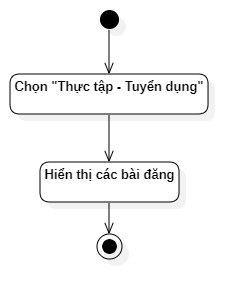 Chọn "Thực tập - Tuyển dụng"
Hiển thị các bài đăng